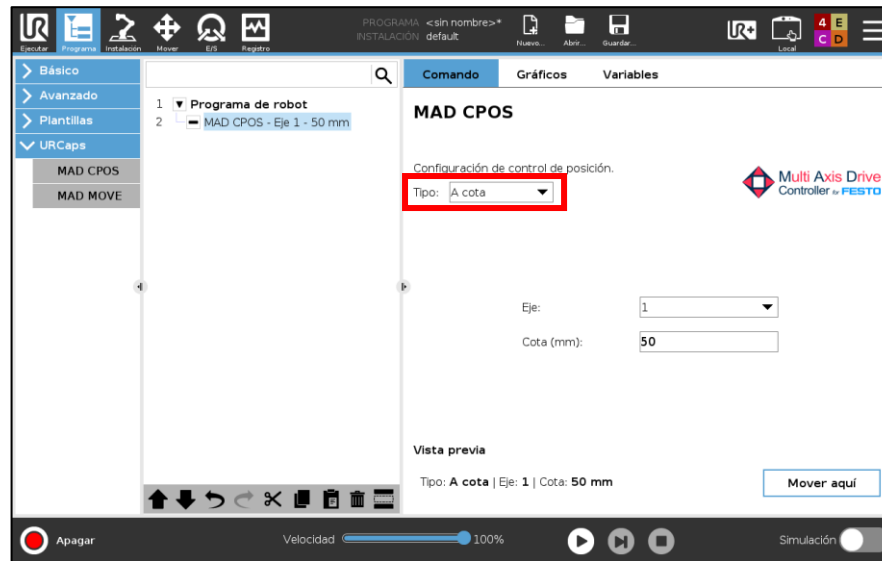 PROGRAMA <sin nombre>*
INSTALACIÓN default
Ejecutar Programa Instalación Mover E/S Registro Nuevo... Abrir... Guardar... Local
UR UR+ 4 E
C D
Básico
Avanzado
Plantillas
URCaps
MAD CPOS
MAD MOVE
1 Programa de robot
2 MAD CPOS - Eje 1 - 50 mm
Comando Gráficos Variables
MAD CPOS
Configuración de control de posición.
Tipo: A cota
Multi Axis Drive
Controller by FESTO
Eje: 1
Cota (mm): 50
Vista previa
Tipo: A cota | Eje: 1 | Cota: 50 mm
Mover aquí
Apagar Velocidad 100% Simulación